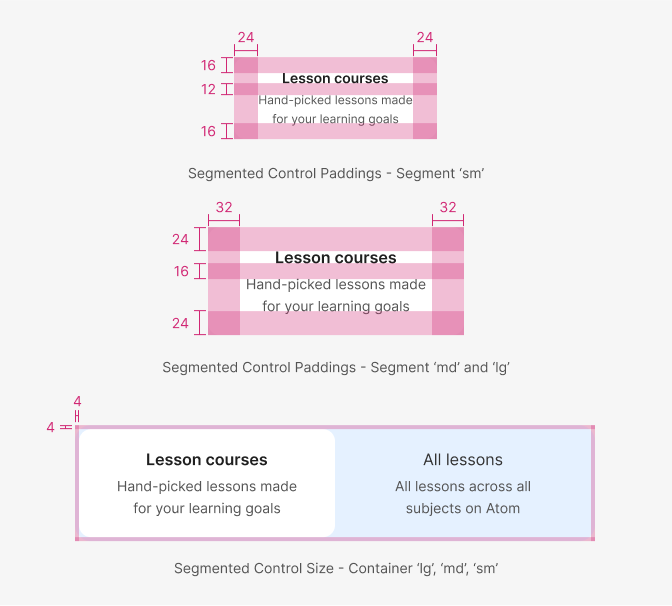 24 24
16
Lesson courses
12
Hand-picked lessons made
for your learning goals
16
Segmented Control Paddings - Segment ‘sm’
32 32
24
Lesson courses
16
Hand-picked lessons made
for your learning goals
24
Segmented Control Paddings - Segment ‘md’ and ‘lg’
4
4
Lesson courses
Hand-picked lessons made
for your learning goals
All lessons
All lessons across all
subjects on Atom
Segmented Control Size - Container ‘lg’, ‘md’, ‘sm’